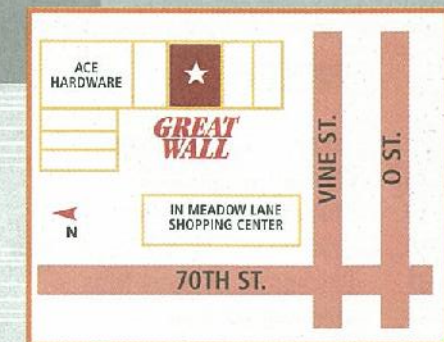 ACE
HARDWARE
GREAT
WALL
VINE ST.
O ST.
N
IN MEADOW LANE
SHOPPING CENTER
70TH ST.